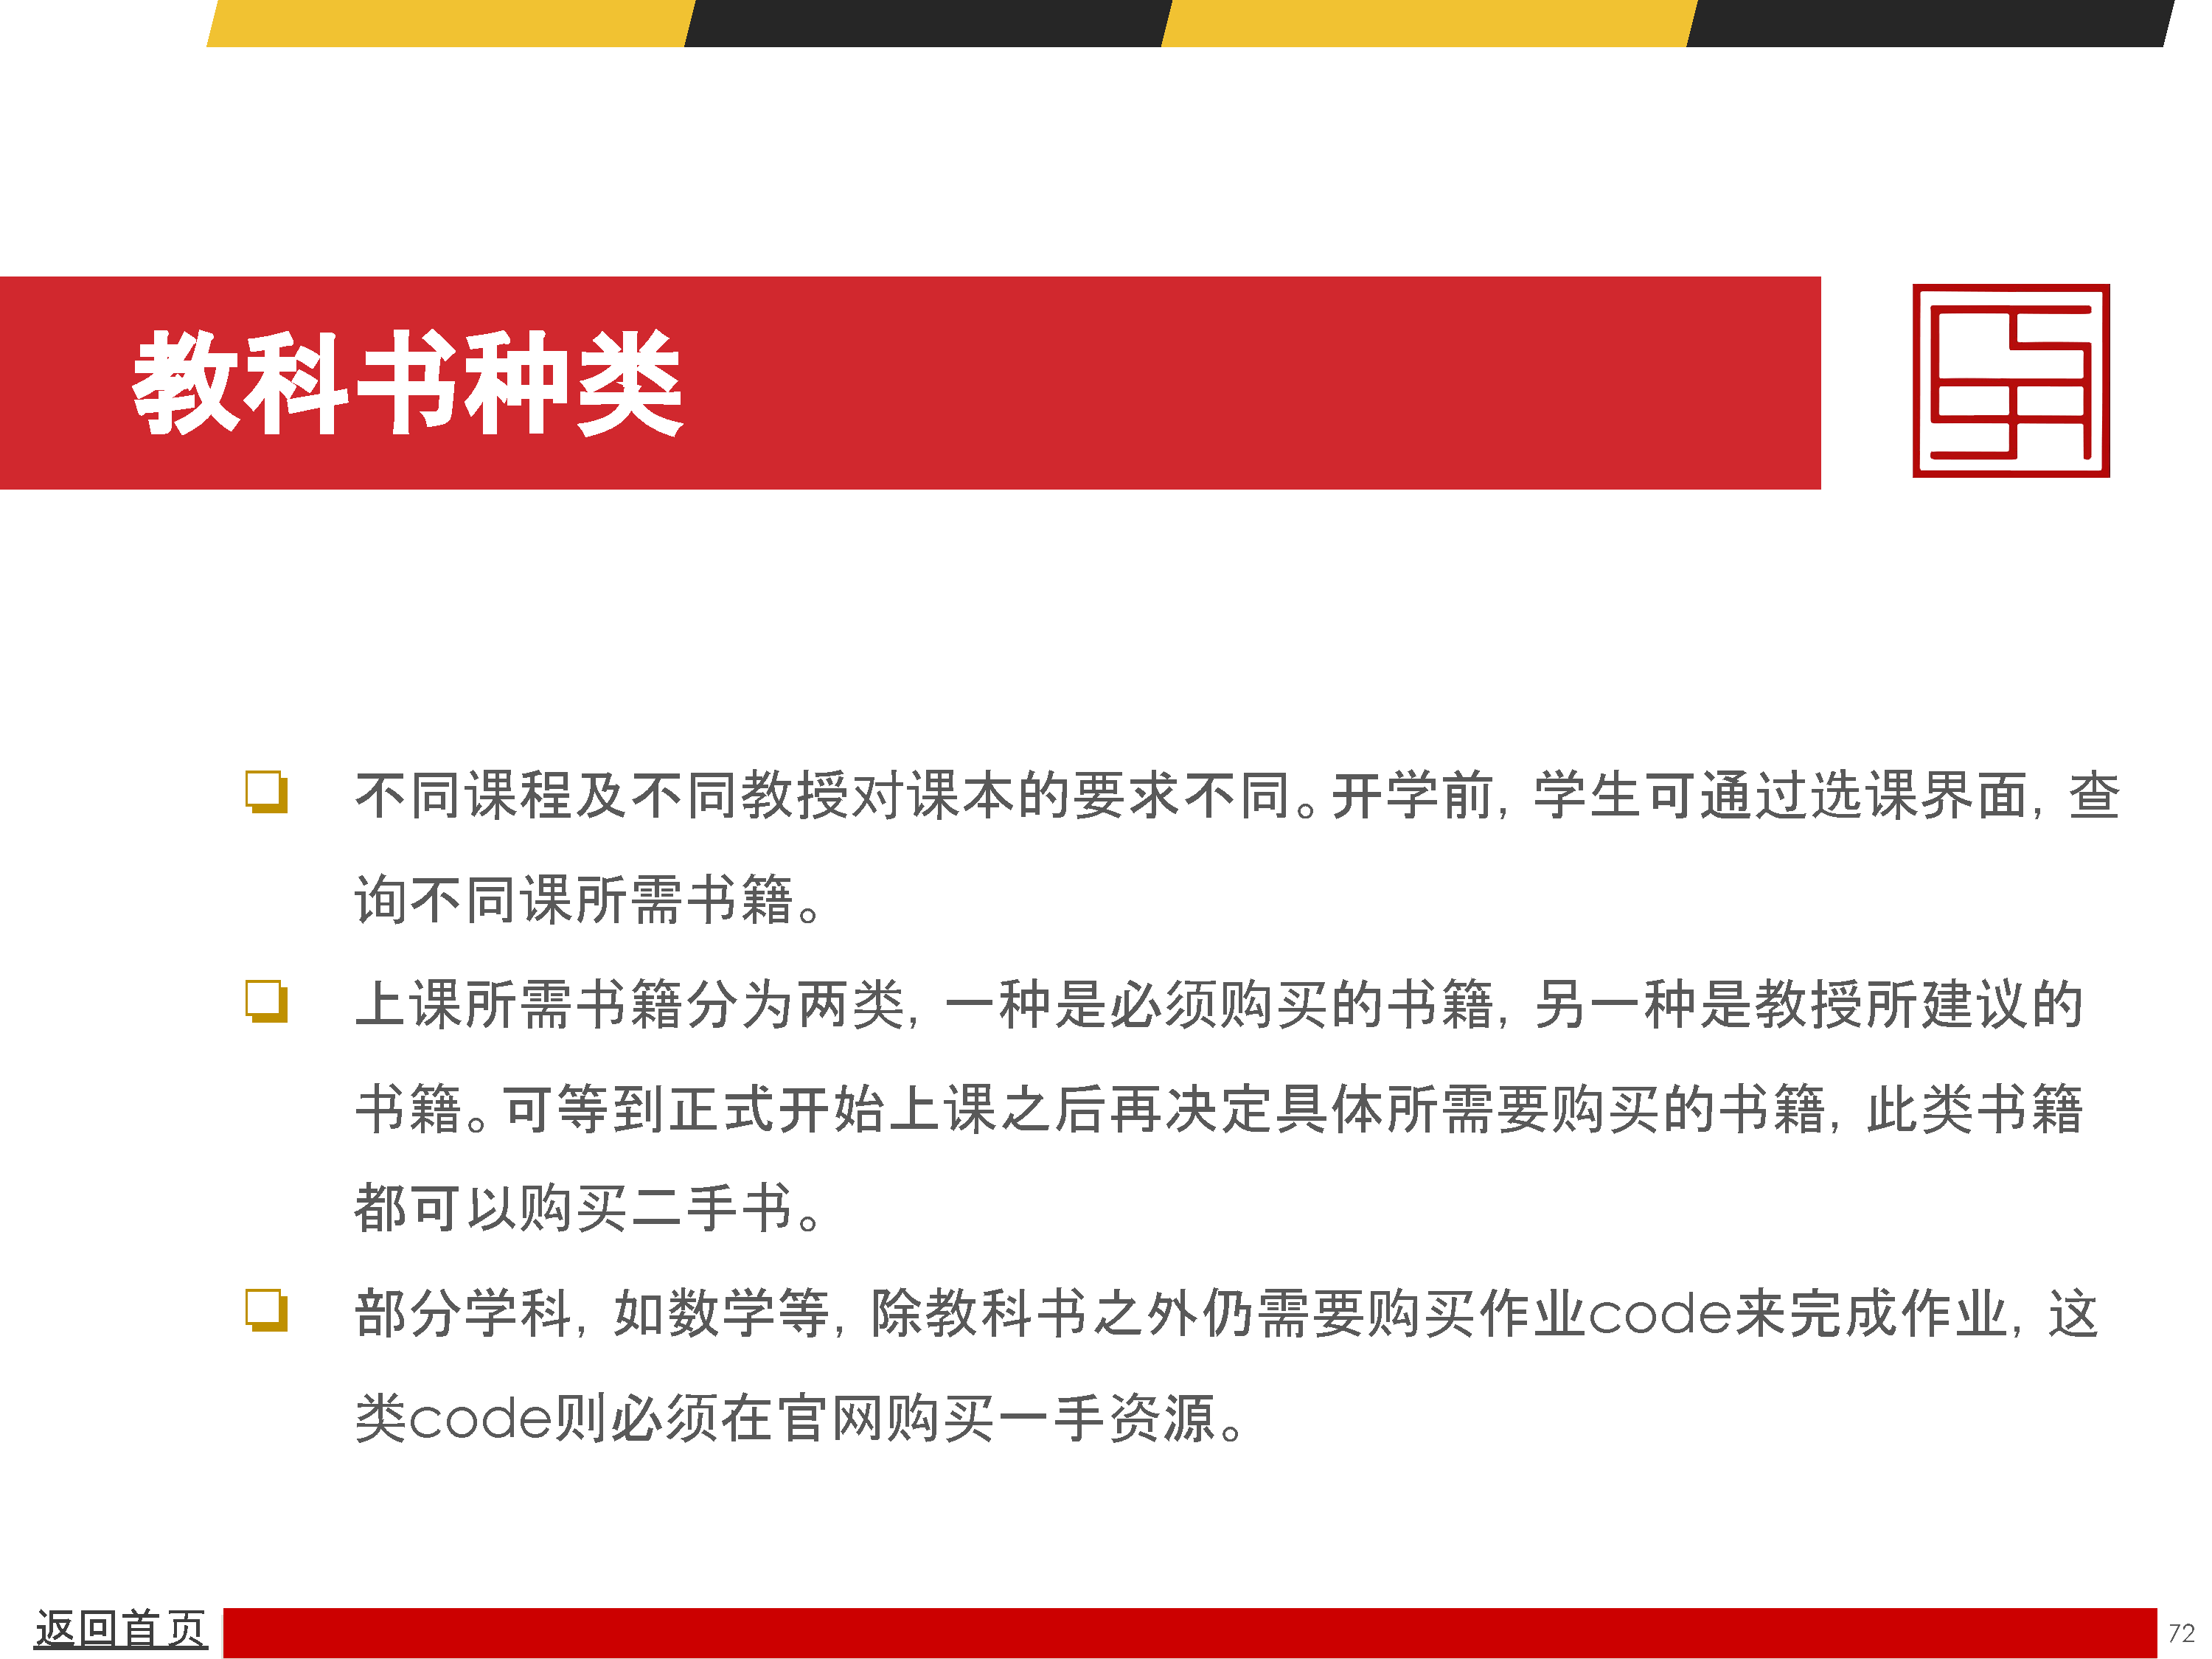 教科书种类
不同课程及不同教授对课本的要求不同。开学前，学生可通过选课界面，查
询不同课所需书籍。
上课所需书籍分为两类，一种是必须购买的书籍，另一种是教授所建议的
书籍。可等到正式开始上课之后再决定具体所需要购买的书籍，此类书籍
都可以购买二手书。
部分学科，如数学等，除教科书之外仍需要购买作业code来完成作业，这
类code则必须在官网购买一手资源。
返回首页
72